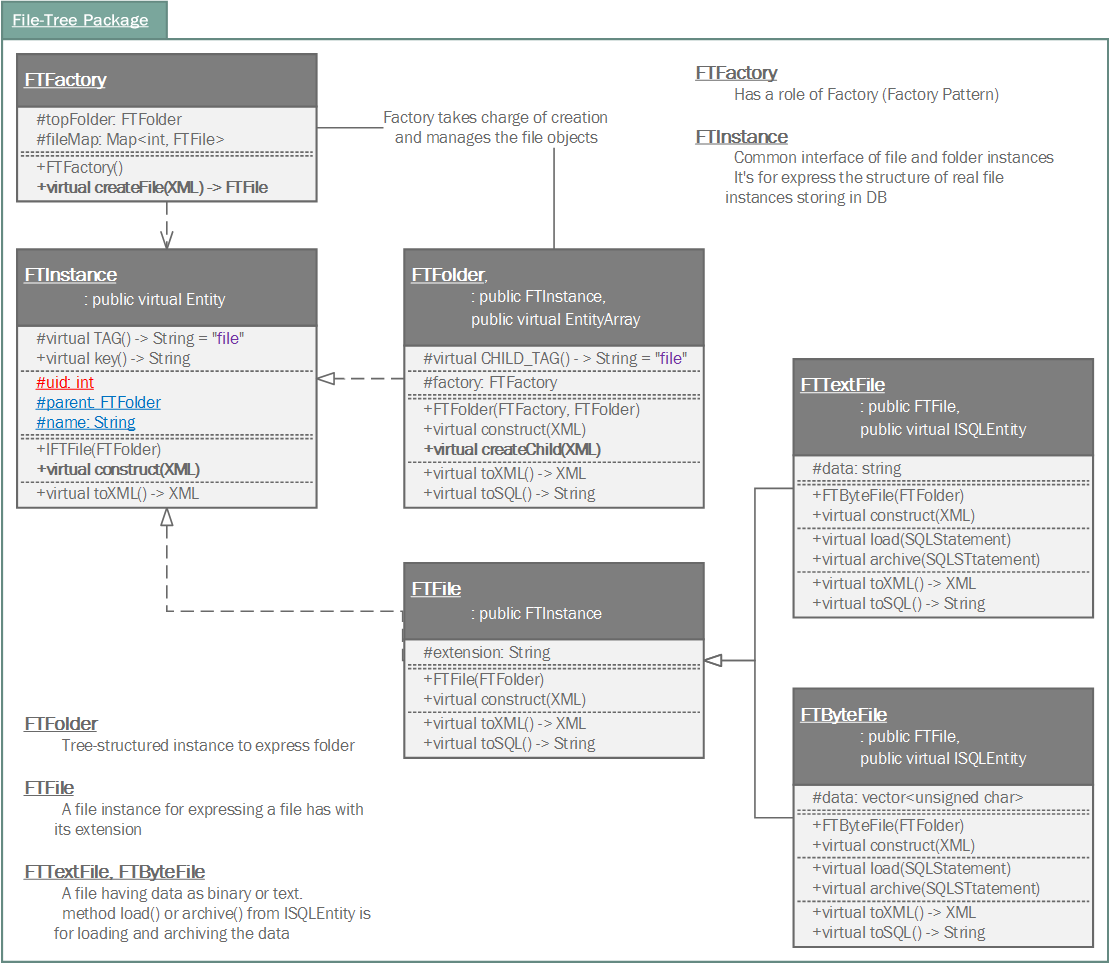 File-Tree Package
FTFactory
#topFolder: FTFolder
#fileMap: Map<int, FTFile>
+FTFactory()
+virtual createFile(XML) -> FTFile
Factory takes charge of creation
and manages the file objects
FTFactory
Has a role of Factory (Factory Pattern)
FTInstance
Common interface of file and folder instances
It's for express the structure of real file
instances storing in DB
FTInstance
: public virtual Entity
#virtual TAG() -> String = "file"
+virtual key() -> String
#uid: int
#parent: FTFolder
#name: String
+IFTFile(FTFolder)
+virtual construct(XML)
+virtual toXML() -> XML
FTFolder,
: public FTInstance,
public virtual EntityArray
#virtual CHILD_TAG() -> String = "file"
#factory: FTFactory
+FTFolder(FTFactory, FTFolder)
+virtual construct(XML)
+virtual createChild(XML)
+virtual toXML() -> XML
+virtual toSQL() -> String
FTTextFile
: public FTFile,
public virtual ISQLEntity
#data: string
+FTByteFile(FTFolder)
+virtual construct(XML)
+virtual load(SQLStatement)
+virtual archive(SQLSTtatement)
+virtual toXML() -> XML
+virtual toSQL() -> String
FTFile
: public FTInstance
#extension: String
+FTFile(FTFolder)
+virtual construct(XML)
+virtual toXML() -> XML
+virtual toSQL() -> String
FTByteFile
: public FTFile,
public virtual ISQLEntity
#data: vector<unsigned char>
+FTByteFile(FTFolder)
+virtual construct(XML)
+virtual load(SQLStatement)
+virtual archive(SQLSTtatement)
+virtual toXML() -> XML
+virtual toSQL() -> String
FTFolder
Tree-structured instance to express folder
FTFile
A file instance for expressing a file has with
its extension
FTTextFile, FTByteFile
A file having data as binary or text.
method load() or archive() from ISQLEntity is
for loading and archiving the data